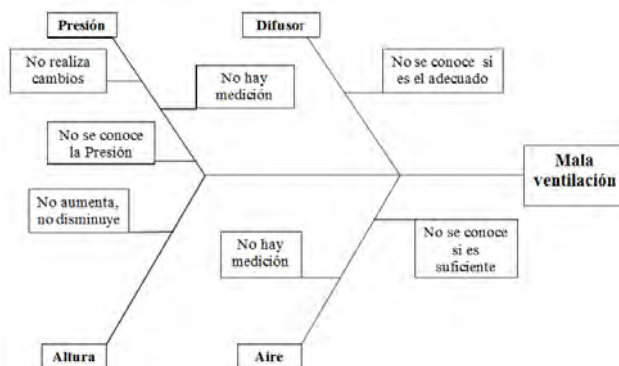 Presión
Difusor
No realiza
cambios
No hay
medición
No se conoce si
es el adecuado
No se conoce
la Presión
Mala
ventilación
No aumenta,
no disminuye
No hay
medición
No se conoce
si es
suficiente
Altura
Aire